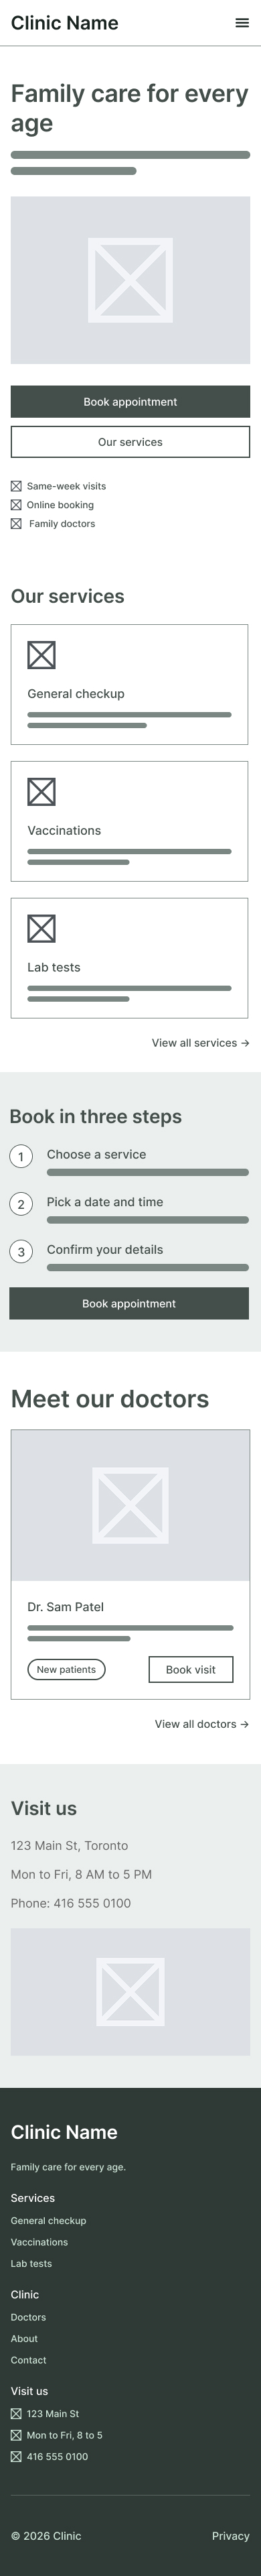 Clinic Name
Family care for every
age
Book appointment
Our services
Same-week visits
Online booking
Family doctors
Our services
General checkup
Vaccinations
Lab tests
View all services →
Book in three steps
1 Choose a service
2 Pick a date and time
3 Confirm your details
Book appointment
Meet our doctors
Dr. Sam Patel
New patients Book visit
View all doctors →
Visit us
123 Main St, Toronto
Mon to Fri, 8 AM to 5 PM
Phone: 416 555 0100
Clinic Name
Family care for every age.
Services
General checkup
Vaccinations
Lab tests
Clinic
Doctors
About
Contact
Visit us
123 Main St
Mon to Fri, 8 to 5
416 555 0100
© 2026 Clinic Privacy